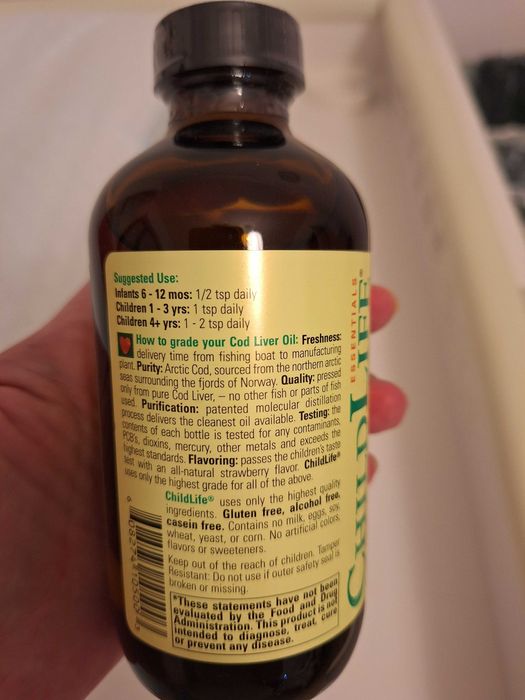 Suggested Use:
Infants 6 - 12 mos: 1/2 tsp daily
Children 1 - 3 yrs: 1 tsp daily
Children 4+ yrs: 1 - 2 tsp daily
How to grade your Cod Liver Oil: Freshness:
delivery time from fishing boat to manufacturing
plant. Purity: Arctic Cod, sourced from the northern arctic
seas surrounding the fjords of Norway. Quality: pressed
only from pure Cod Liver, – no other fish or parts of fish
used. Purification: patented molecular distillation
process delivers the cleanest oil available. Testing: the
contents of each bottle is tested for any contaminants,
PCB's, dioxins, mercury, other metals and exceeds the
highest standards. Flavoring: passes the children's taste
test with an all-natural strawberry flavor. ChildLife®
uses only the highest grade for all of the above.
ChildLife® uses only the highest quality
ingredients. Gluten free, alcohol free,
casein free. Contains no milk, eggs, soy,
wheat, yeast, or corn. No artificial colors,
flavors or sweeteners.
Keep out of the reach of children. Tamper
Resistant: Do not use if outer safety seal is
broken or missing.
*These statements have not been
evaluated by the Food and Drug
Administration. This product is not
intended to diagnose, treat, cure
or prevent any disease.
CHILDLIFE®
ESSENTIALS